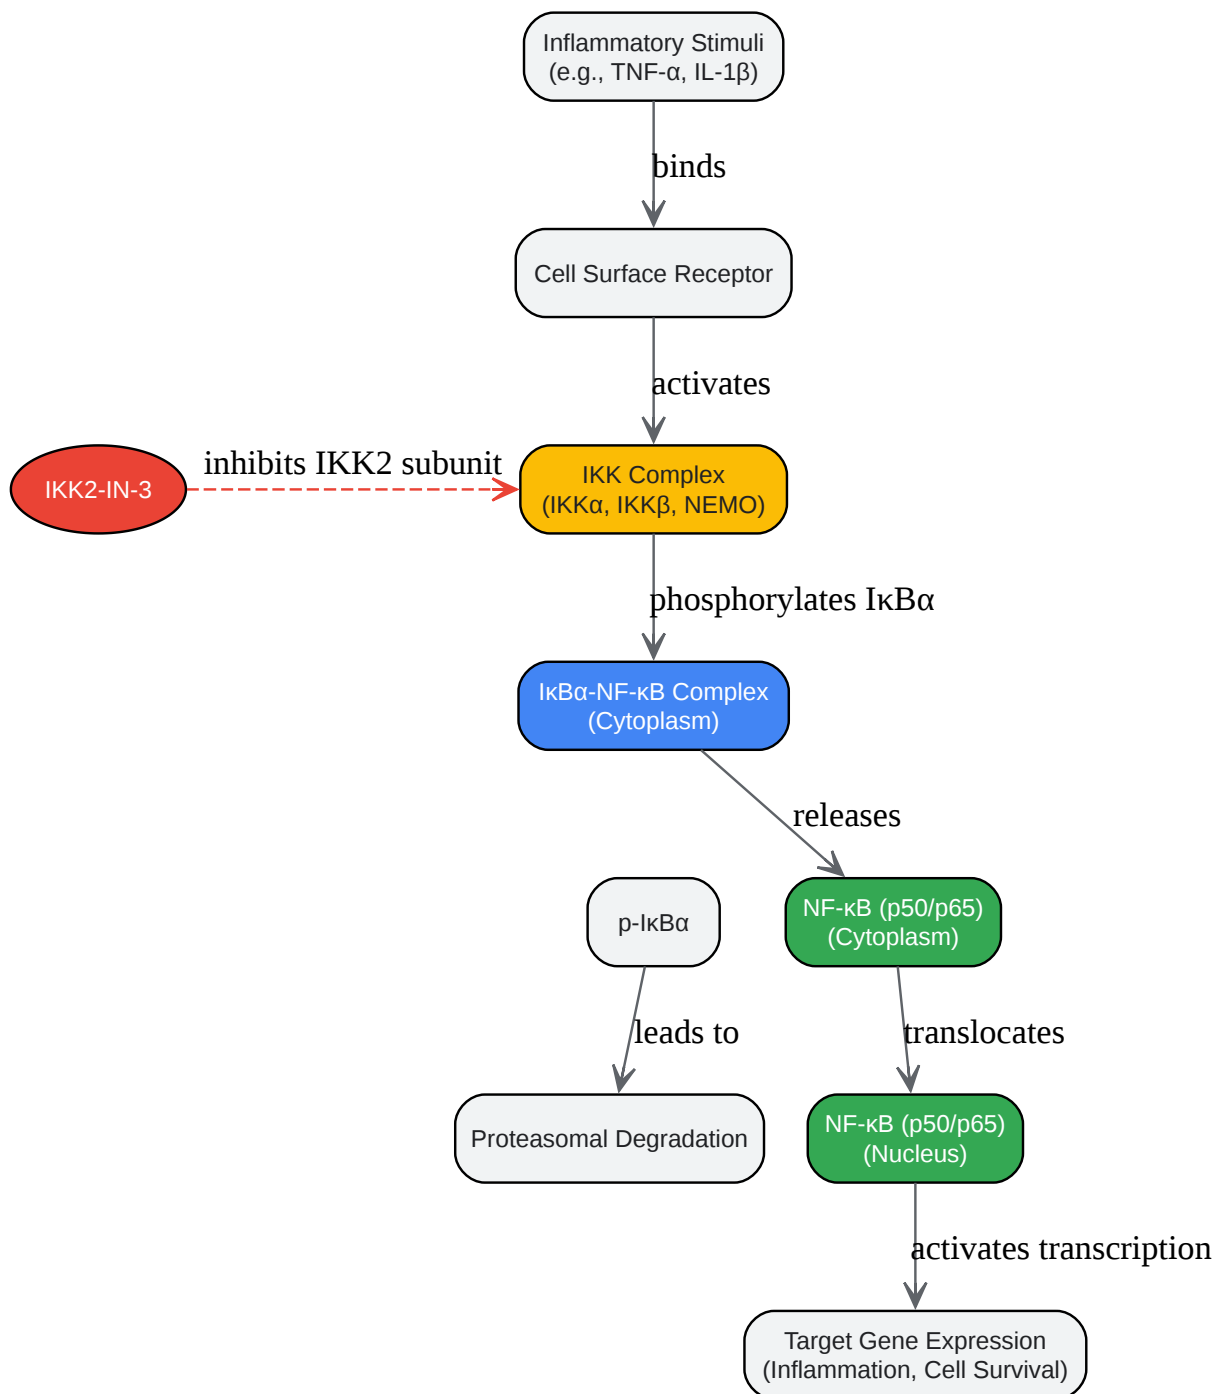 Inflammatory Stimuli
(e.g., TNF-α, IL-1β)
binds
Cell Surface Receptor
activates
IKK2-IN-3
inhibits IKK2 subunit
IKK Complex
(IKKα, IKKβ, NEMO)
phosphorylates IκBα
IκBα-NF-κB Complex
(Cytoplasm)
releases
p-IκBα
NF-κB (p50/p65)
(Cytoplasm)
leads to
translocates
Proteasomal Degradation
NF-κB (p50/p65)
(Nucleus)
activates transcription
Target Gene Expression
(Inflammation, Cell Survival)